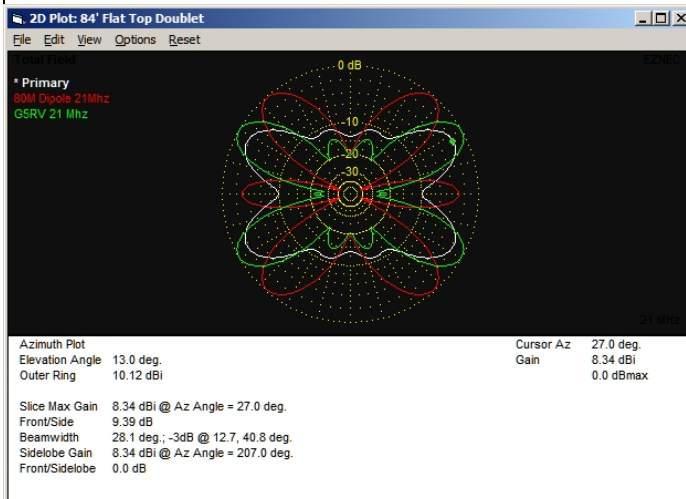 2D Plot: 84' Flat Top Doublet
File Edit View Options Reset
Total Field
EZNEC
0 dB
* Primary
80M Dipole 21Mhz
G5RV 21 Mhz
-10
-20
-30
21 MHz
Azimuth Plot
Elevation Angle 13.0 deg.
Outer Ring 10.12 dBi
Cursor Az 27.0 deg.
Gain 8.34 dBi
0.0 dBmax
Slice Max Gain 8.34 dBi @ Az Angle = 27.0 deg.
Front/Side 9.39 dB
Beamwidth 28.1 deg.; -3dB @ 12.7, 40.8 deg.
Sidelobe Gain 8.34 dBi @ Az Angle = 207.0 deg.
Front/Sidelobe 0.0 dB